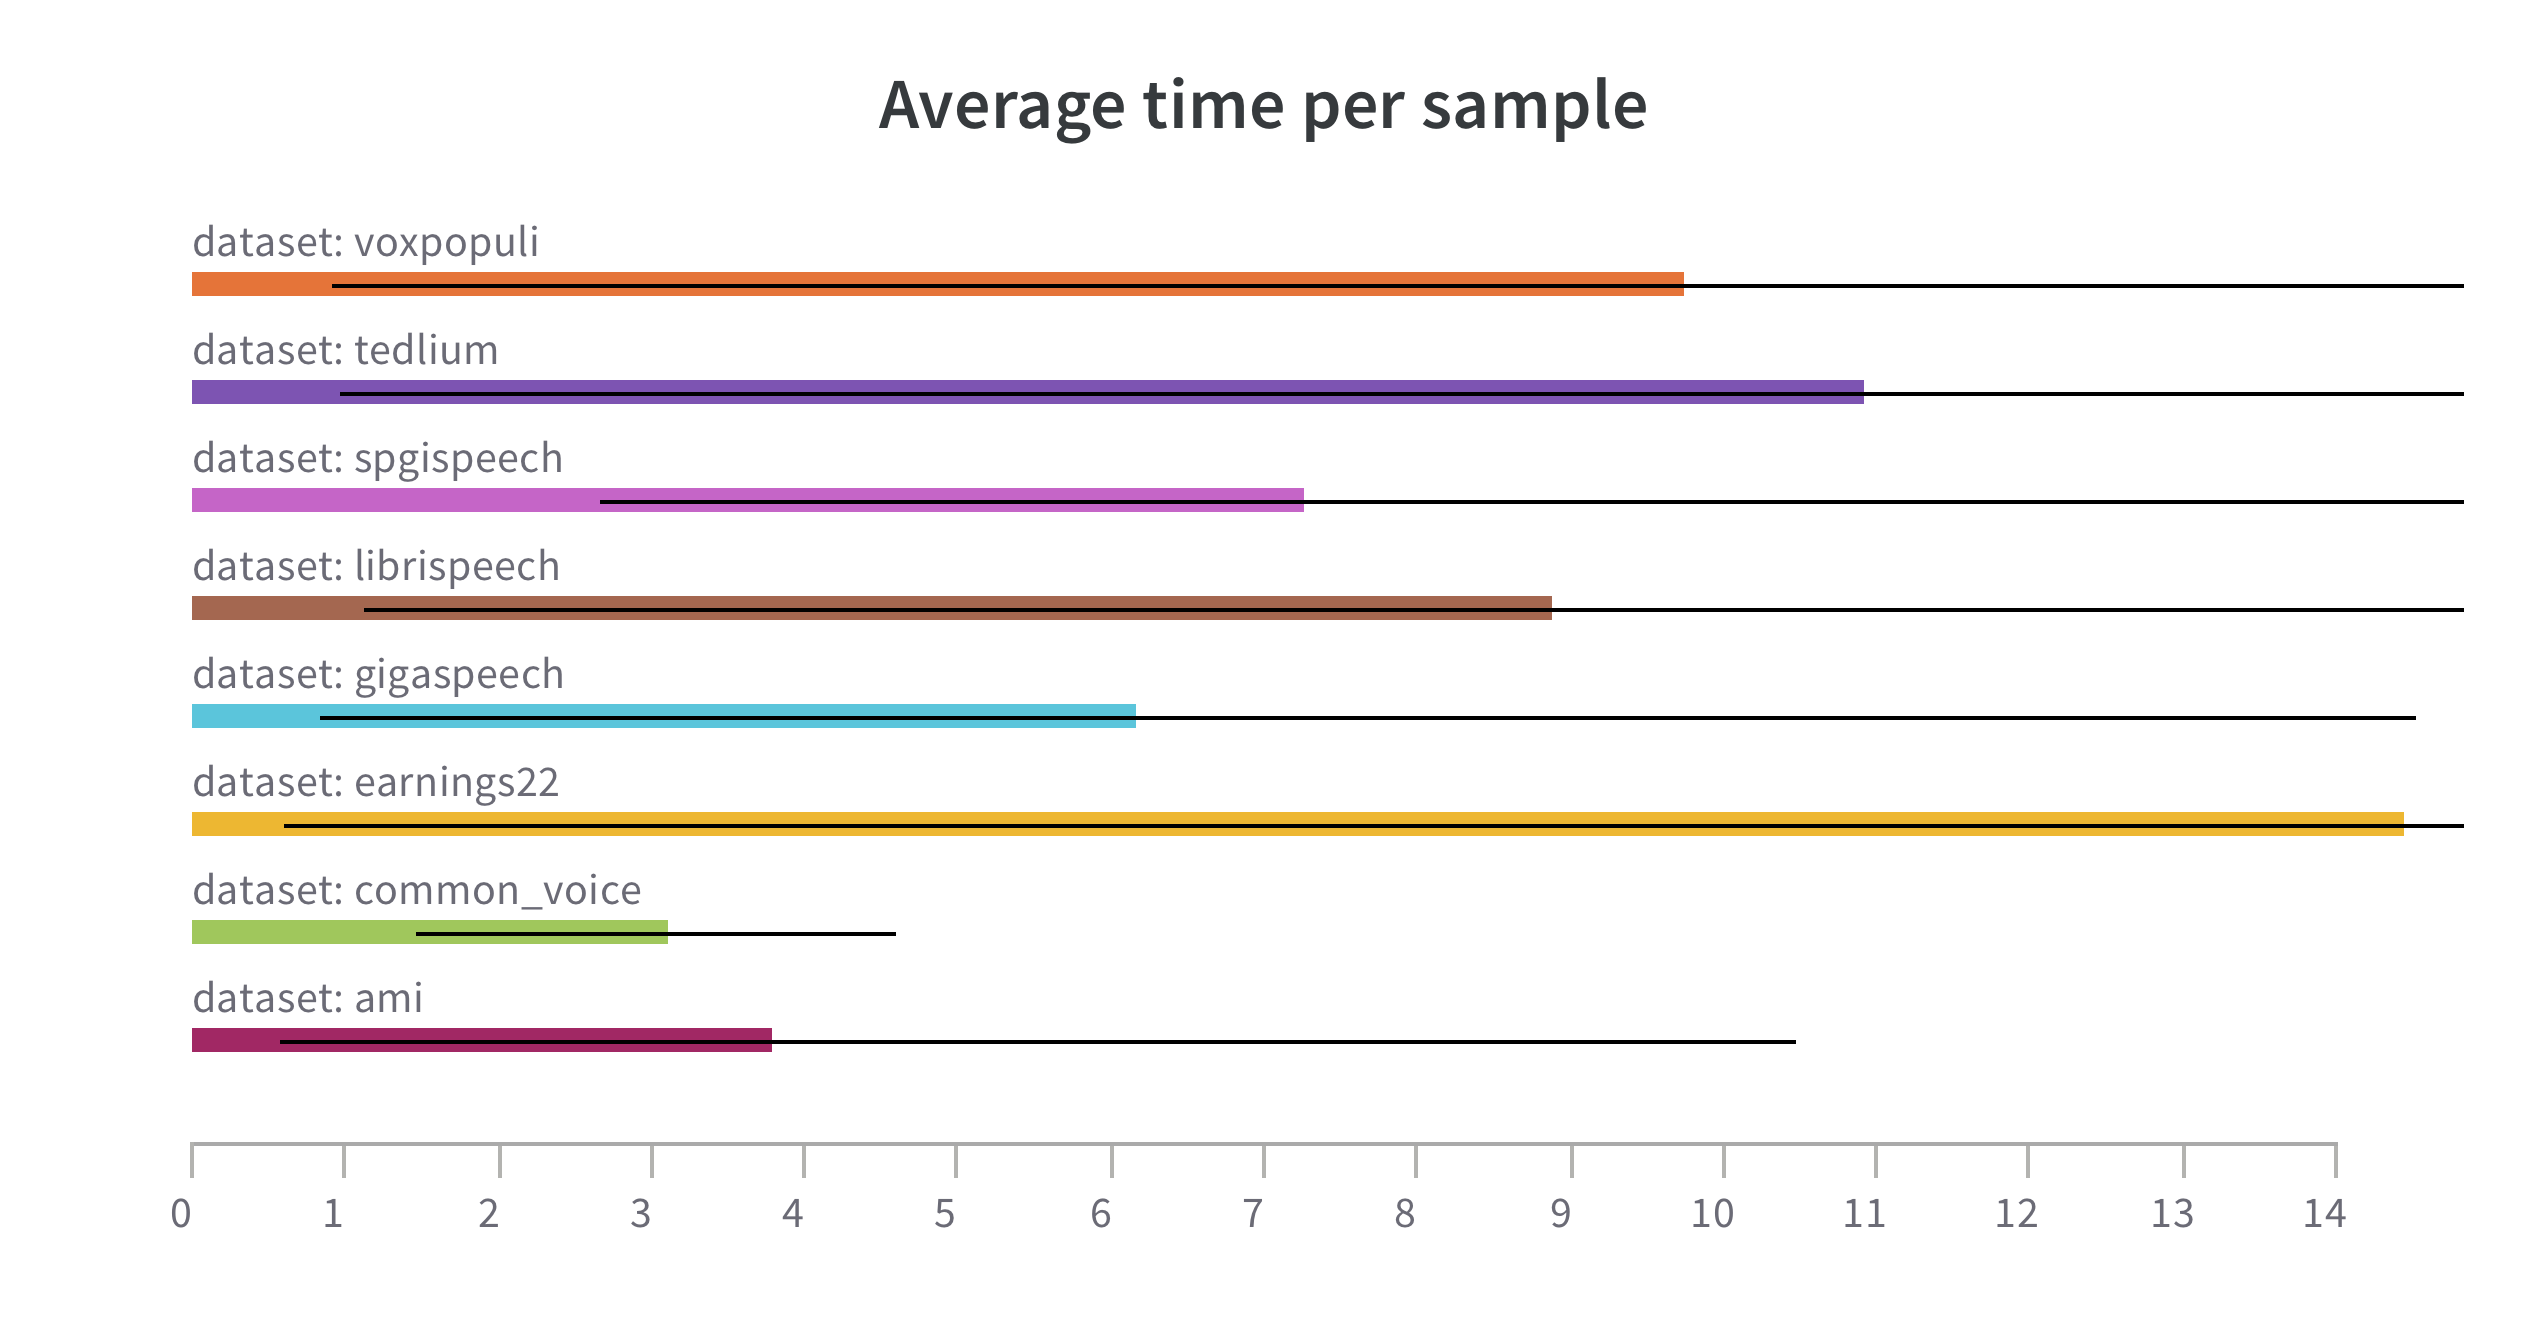 Average time per sample
dataset: voxpopuli
dataset: tedlium
dataset: spgispeech
dataset: librispeech
dataset: gigaspeech
dataset: earnings22
dataset: common_voice
dataset: ami
0 1 2 3 4 5 6 7 8 9 10 11 12 13 14